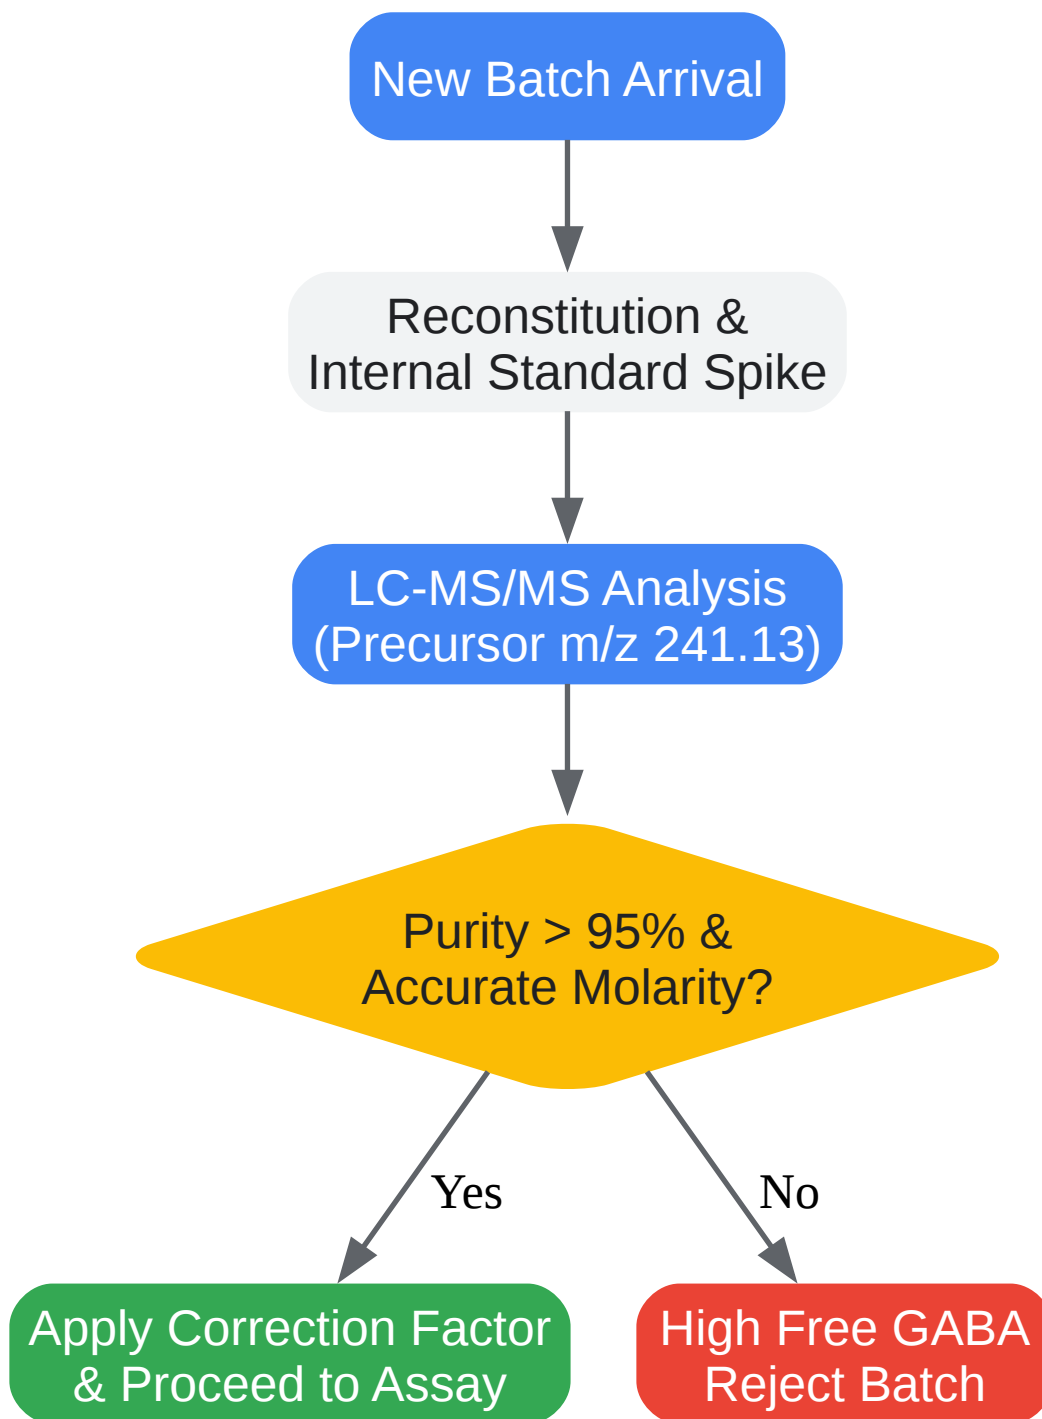 New Batch Arrival
Reconstitution &
Internal Standard Spike
LC-MS/MS Analysis
(Precursor m/z 241.13)
Purity > 95% &
Accurate Molarity?
Yes
No
Apply Correction Factor
& Proceed to Assay
High Free GABA
Reject Batch